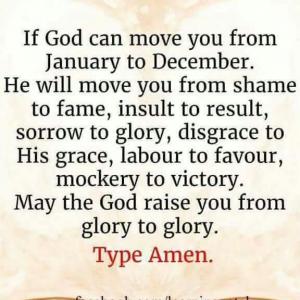 If God can move you from
January to December.
He will move you from shame
to fame, insult to result,
sorrow to glory, disgrace to
His grace, labour to favour,
mockery to victory.
May the God raise you from
glory to glory.
Type Amen.